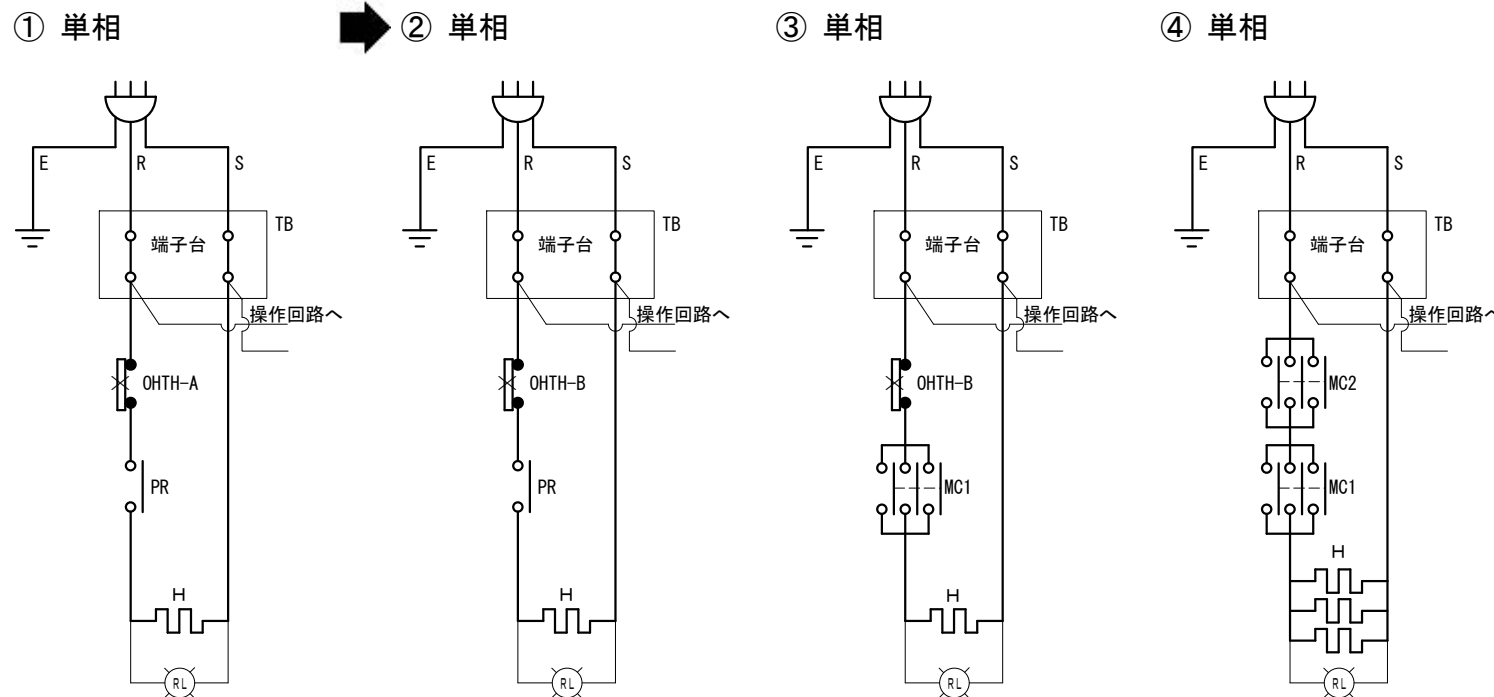 ① 単相
② 単相
③ 単相
④ 単相
E R S
E R S
E R S
E R S
TB
TB
TB
TB
端子台
端子台
端子台
端子台
操作回路へ
操作回路へ
操作回路へ
操作回路へ
OHTH-A
OHTH-B
OHTH-B
MC2
PR
PR
MC1
MC1
H
H
H
H
RL
RL
RL
RL